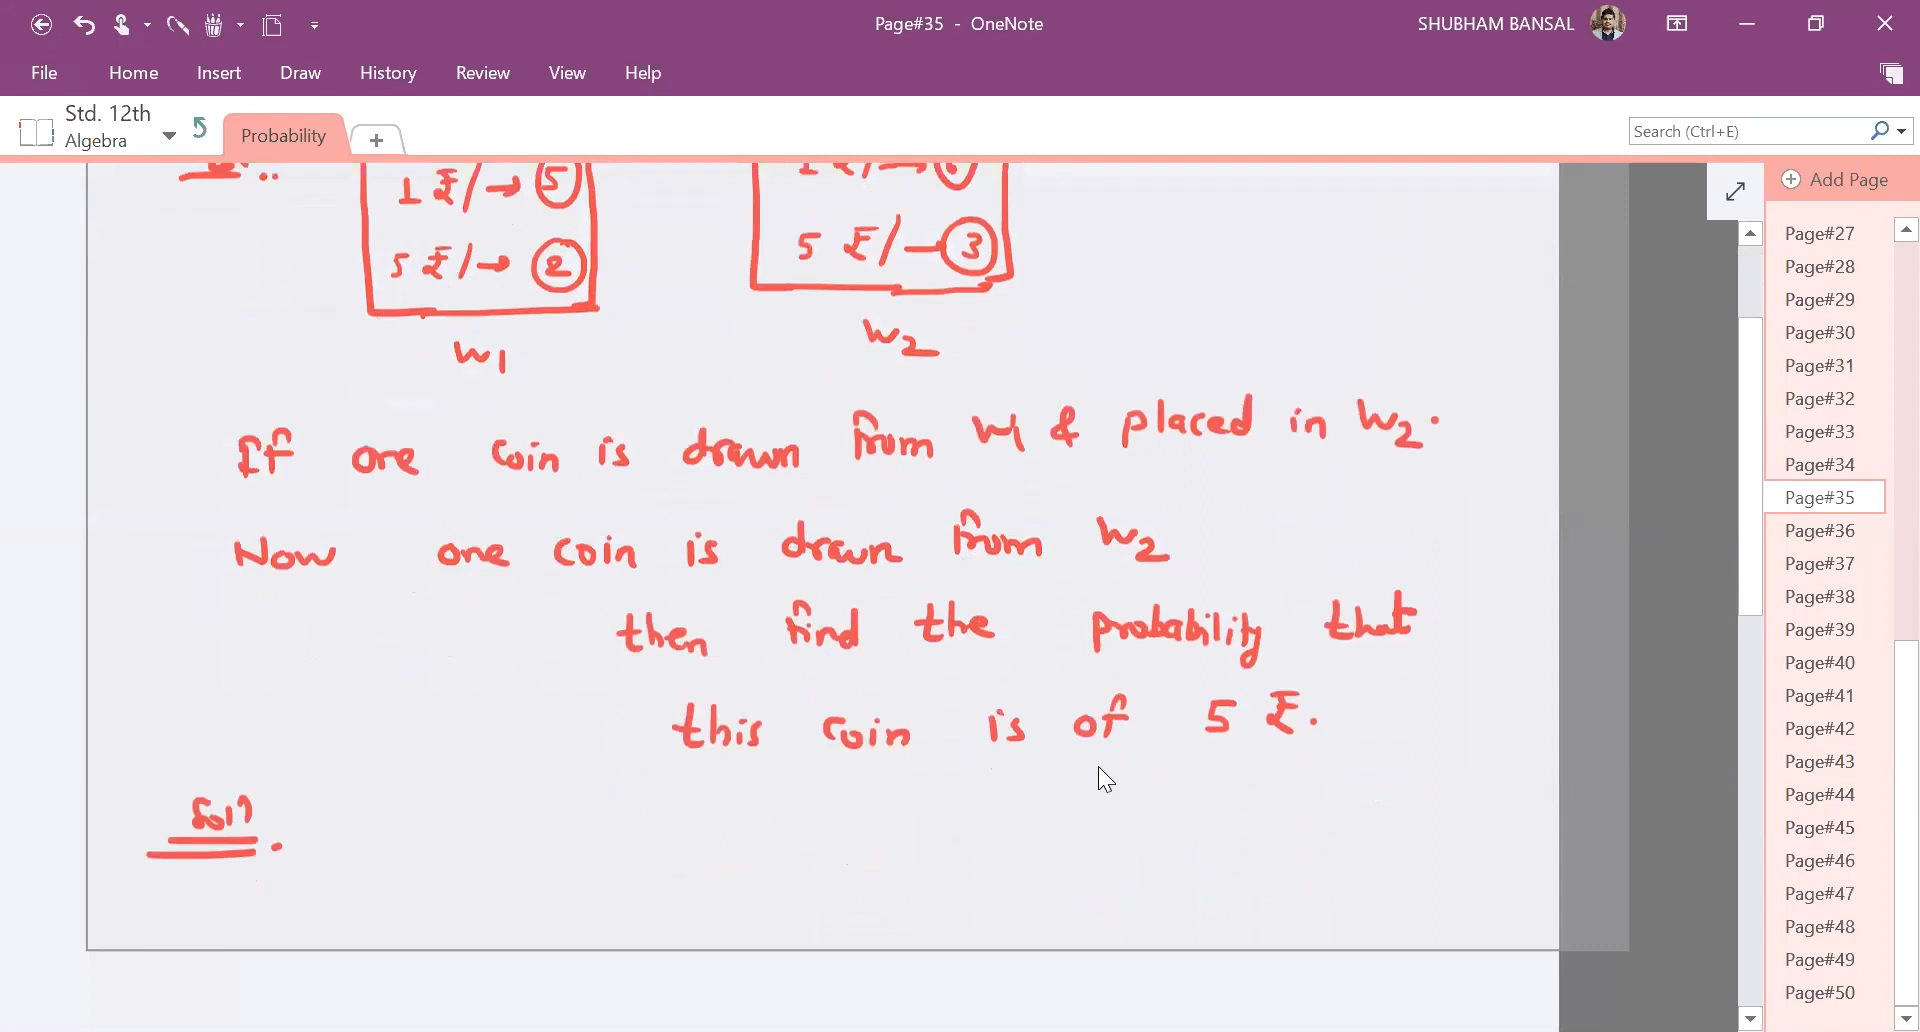 Page#35 - OneNote
SHUBHAM BANSAL
File Home Insert Draw History Review View Help
Std. 12th
Algebra
Probability
Search (Ctrl+E)
Add Page
1 ₹/→ 5
5 ₹/→ 2
W1
1 ₹/→
5 ₹/→ 3
W2
If one coin is drawn from W1 & placed in W2.
Now one coin is drawn from W2
then find the probability that
this coin is of 5 ₹.
Sol?
Page#27
Page#28
Page#29
Page#30
Page#31
Page#32
Page#33
Page#34
Page#35
Page#36
Page#37
Page#38
Page#39
Page#40
Page#41
Page#42
Page#43
Page#44
Page#45
Page#46
Page#47
Page#48
Page#49
Page#50